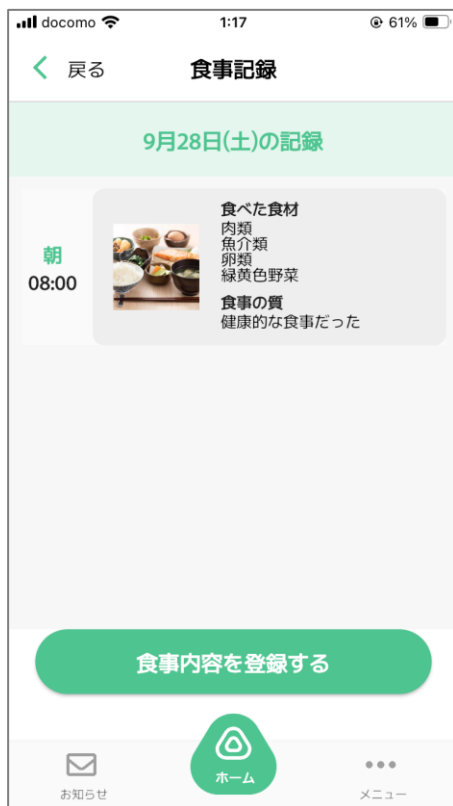 docomo 1:17 61%
戻る 食事記録
9月28日(土)の記録
朝
08:00
食べた食材
肉類
魚介類
卵類
緑黄色野菜
食事の質
健康的な食事だった
食事内容を登録する
お知らせ
ホーム
メニュー